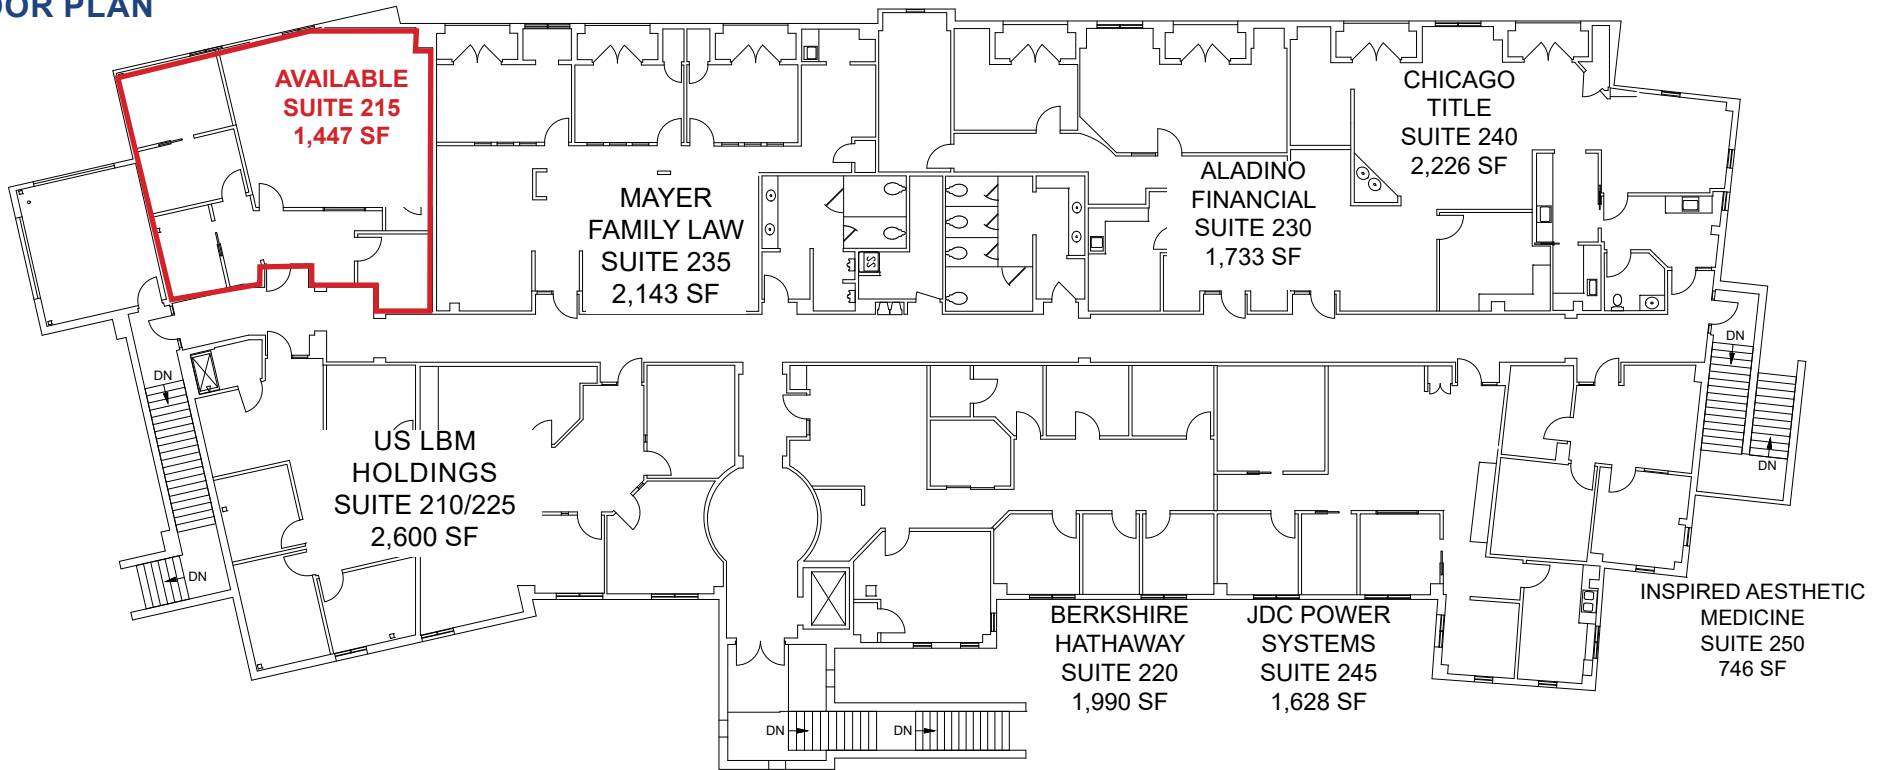 OOR PLAN
AVAILABLE
SUITE 215
1,447 SF
MAYER
FAMILY LAW
SUITE 235
2,143 SF
ALADINO
FINANCIAL
SUITE 230
1,733 SF
CHICAGO
TITLE
SUITE 240
2,226 SF
DN
DN
DN
DN
US LBM
HOLDINGS
SUITE 210/225
2,600 SF
BERKSHIRE
HATHAWAY
SUITE 220
1,990 SF
JDC POWER
SYSTEMS
SUITE 245
1,628 SF
INSPIRED AESTHETIC
MEDICINE
SUITE 250
746 SF
DN
DN